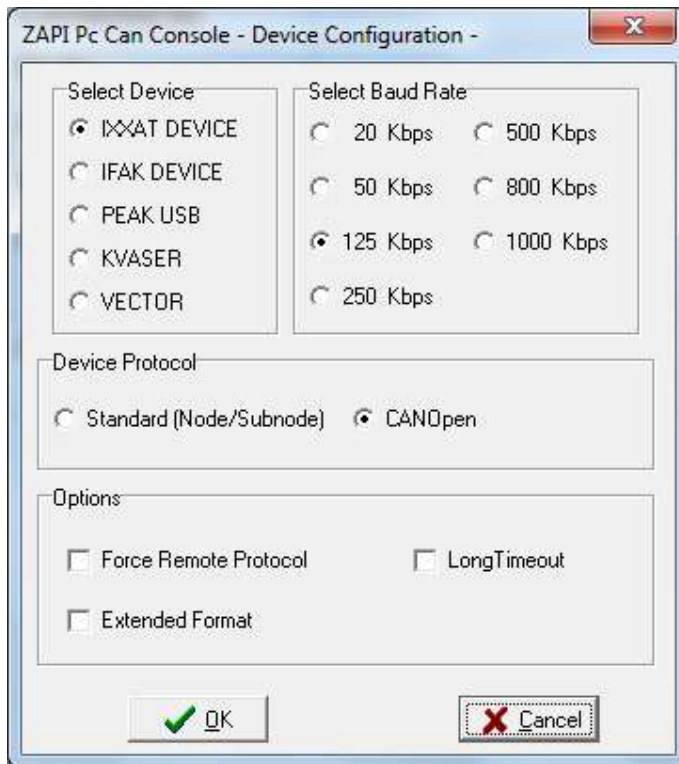 ZAPI Pc Can Console - Device Configuration -
Select Device
IXXAT DEVICE
IFAK DEVICE
PEAK USB
KVASER
VECTOR
Select Baud Rate
20 Kbps
50 Kbps
125 Kbps
250 Kbps
500 Kbps
800 Kbps
1000 Kbps
Device Protocol
Standard (Node/Subnode)
CANOpen
Options
Force Remote Protocol
LongTimeout
Extended Format
OK
Cancel